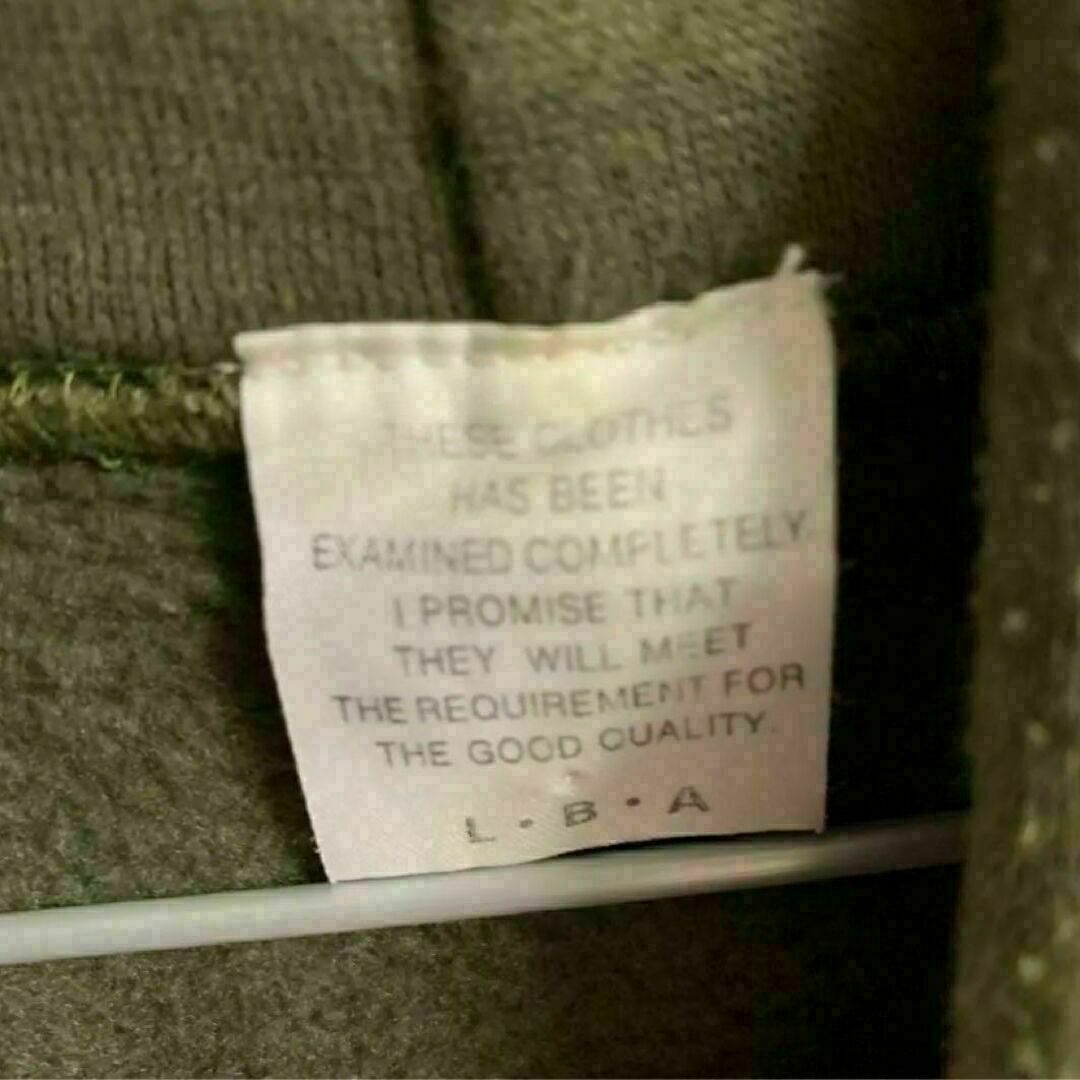 THESE CLOTHES
HAS BEEN
EXAMINED COMPLETELY.
I PROMISE THAT
THEY WILL MEET
THE REQUIREMENT FOR
THE GOOD QUALITY.
L • B • A